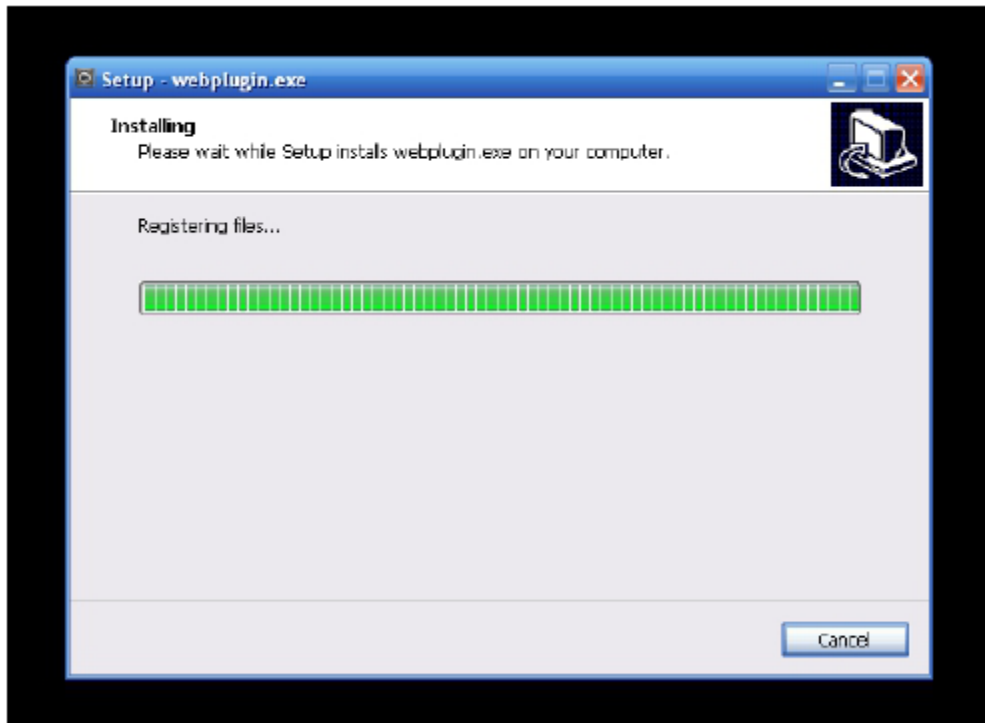 Setup - webplugin.exe
Installing
Please wait while Setup installs webplugin.exe on your computer.
Registering files...
Cancel